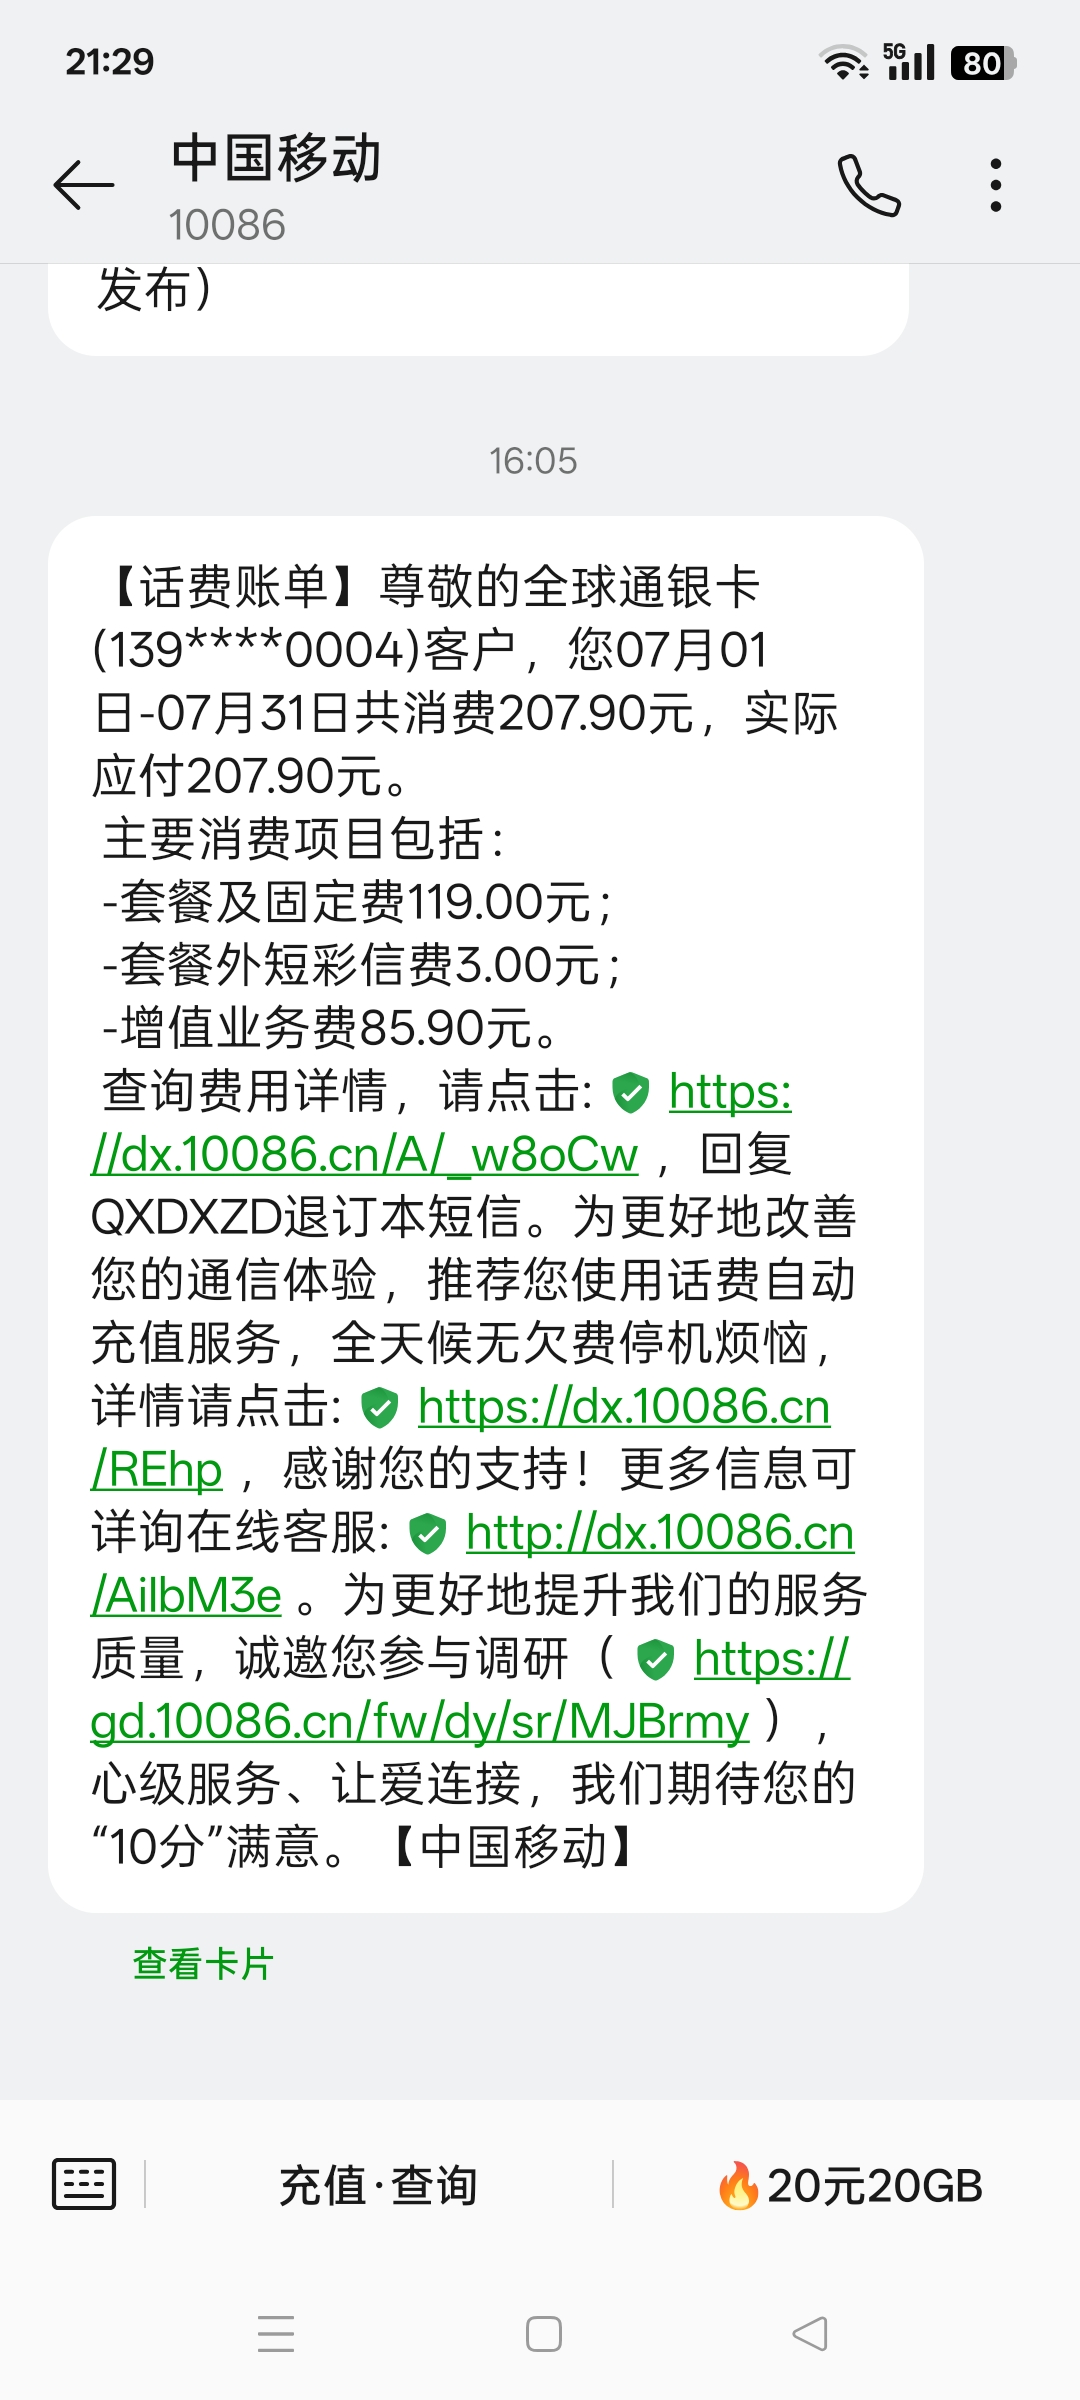 21:29
5G
80
中国移动
10086
发布）
16:05
【话费账单】尊敬的全球通银卡
(139****0004)客户，您07月01
日-07月31日共消费207.90元，实际
应付207.90元。
主要消费项目包括：
-套餐及固定费119.00元；
-套餐外短彩信费3.00元；
-增值业务费85.90元。
查询费用详情，请点击: https:
//dx.10086.cn/A/_w8oCw ，回复
QXDXZD退订本短信。为更好地改善
您的通信体验，推荐您使用话费自动
充值服务，全天候无欠费停机烦恼，
详情请点击: https://dx.10086.cn
/REhp ，感谢您的支持！更多信息可
详询在线客服: http://dx.10086.cn
/AilbM3e 。为更好地提升我们的服务
质量，诚邀您参与调研（ https://
gd.10086.cn/fw/dy/sr/MJBrmy ），
心级服务、让爱连接，我们期待您的
“10分”满意。【中国移动】
查看卡片
充值·查询
🔥20元20GB